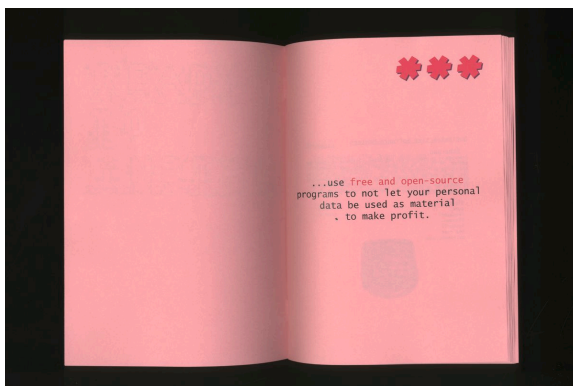 ***
...use free and open-source
programs to not let your personal
data be used as material
. to make profit.